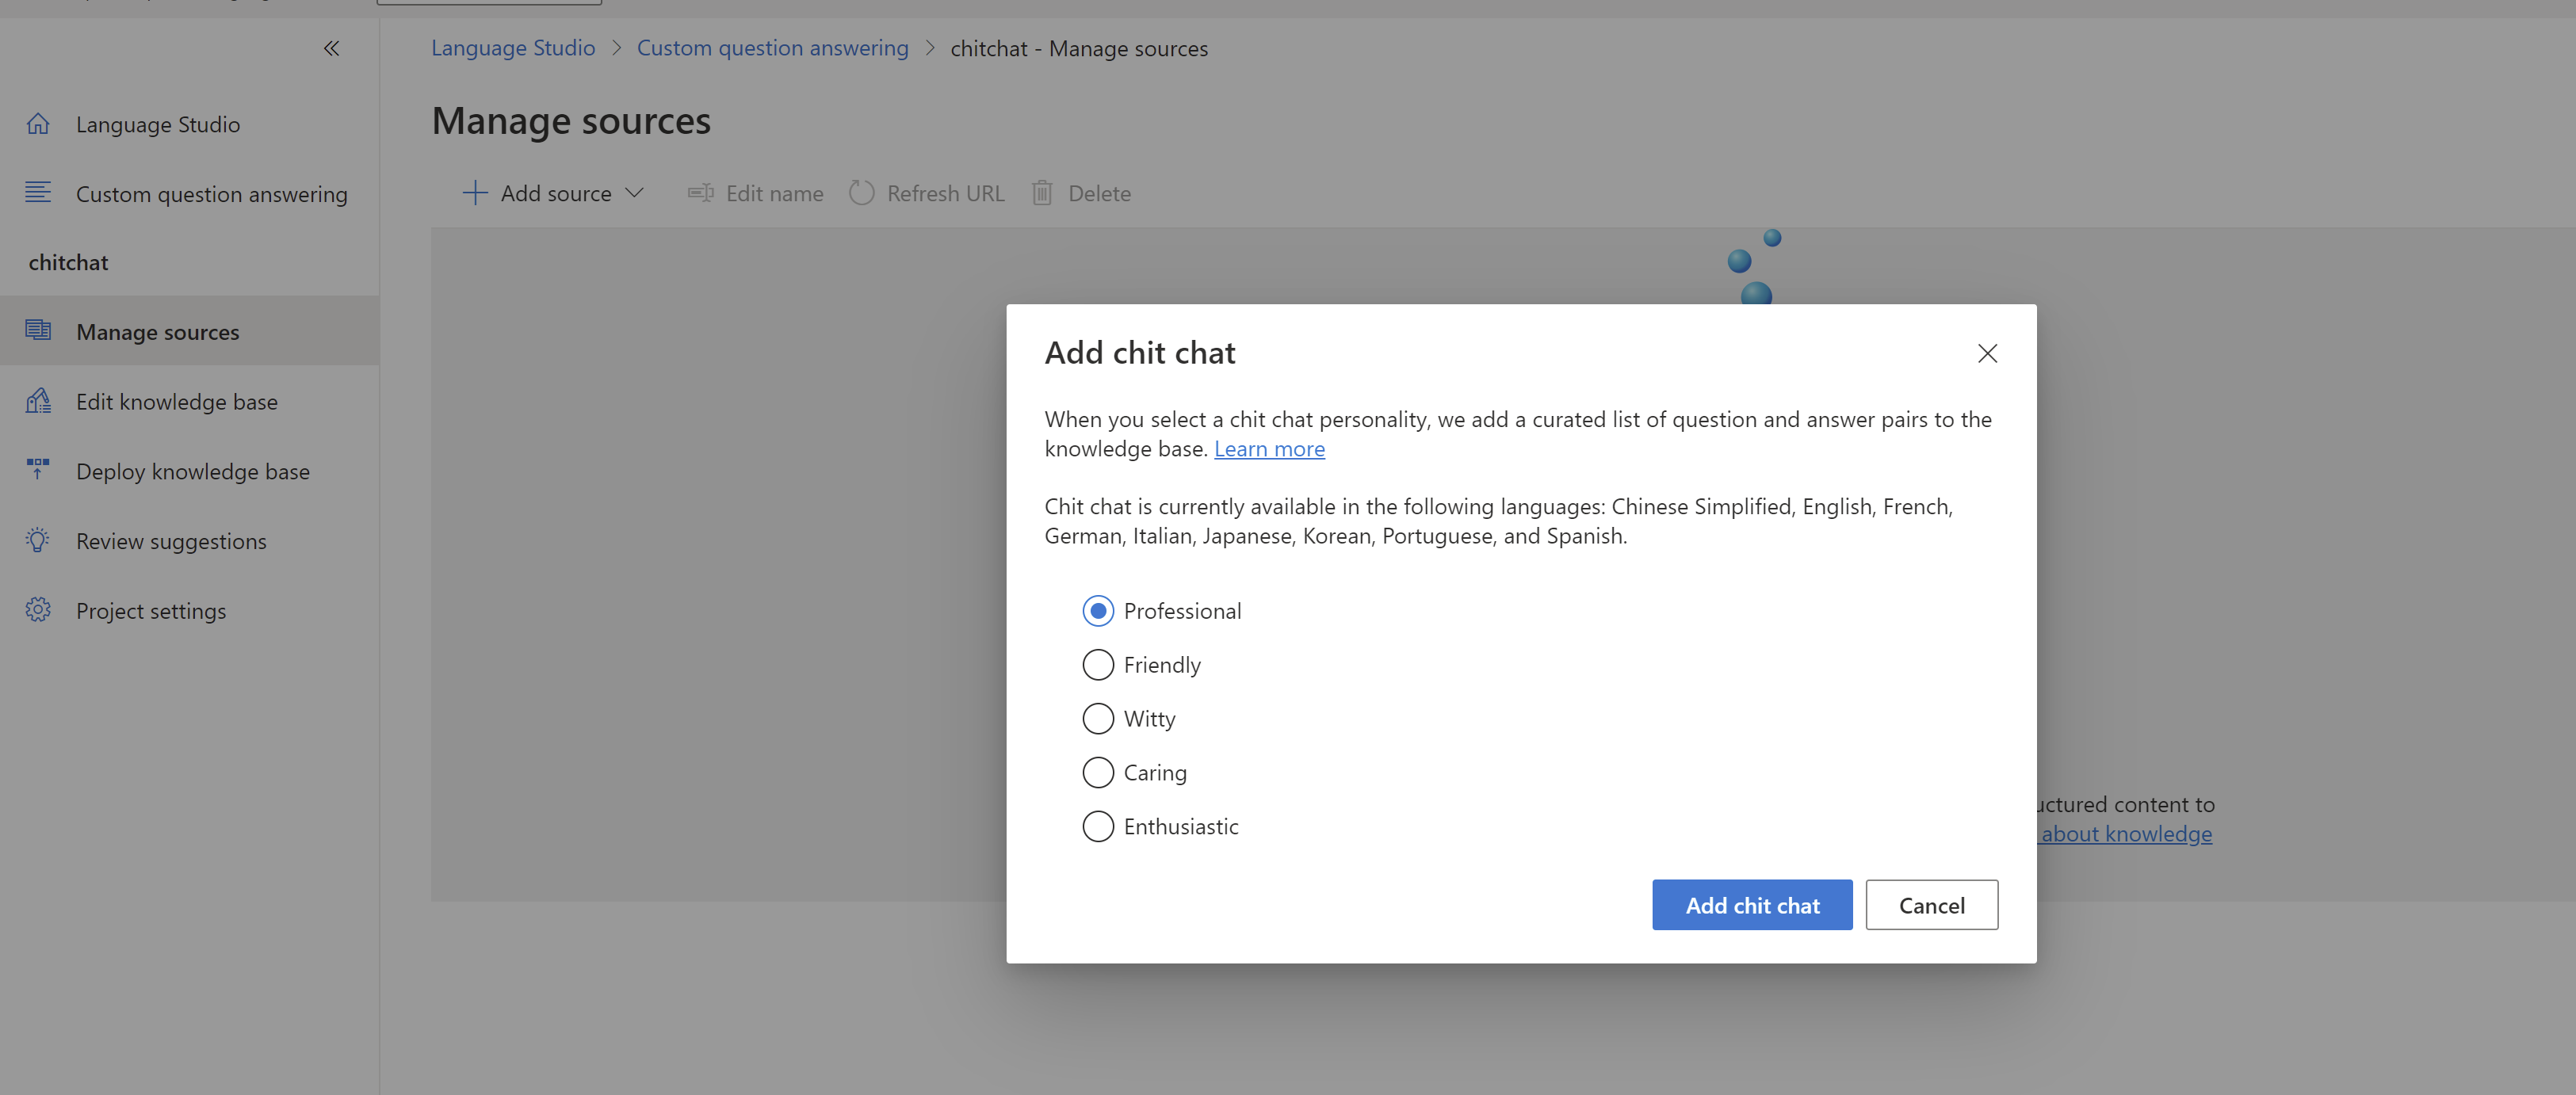 Language Studio > Custom question answering > chitchat - Manage sources
Language Studio
Custom question answering
chitchat
Manage sources
Edit knowledge base
Deploy knowledge base
Review suggestions
Project settings
Manage sources
Add source
Edit name
Refresh URL
Delete
Add chit chat
When you select a chit chat personality, we add a curated list of question and answer pairs to the
knowledge base. Learn more
Chit chat is currently available in the following languages: Chinese Simplified, English, French,
German, Italian, Japanese, Korean, Portuguese, and Spanish.
Professional
Friendly
Witty
Caring
Enthusiastic
Add chit chat
Cancel
content to
about knowledge